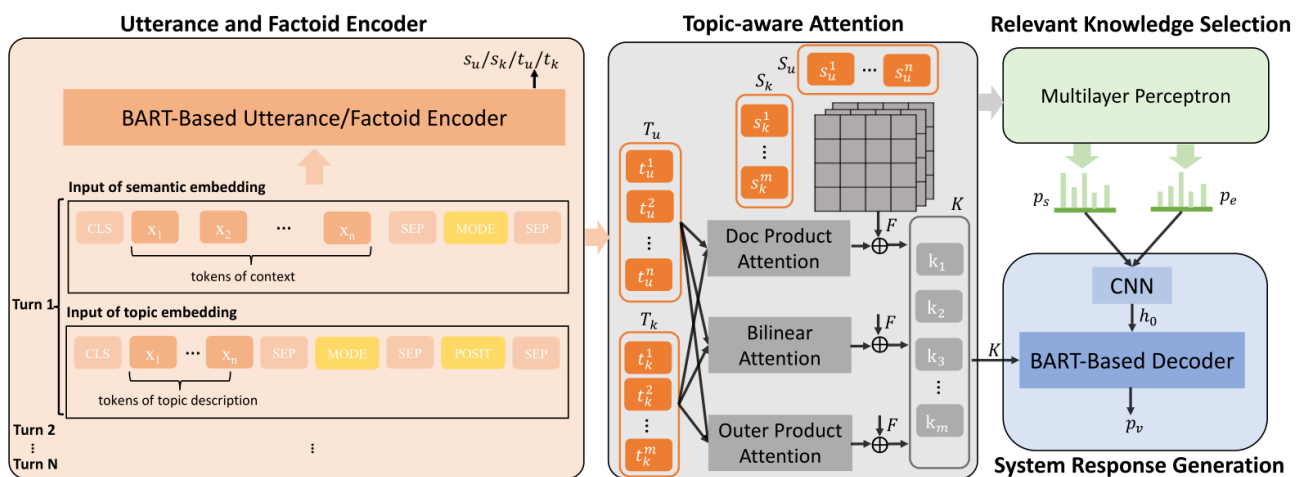 Utterance and Factoid Encoder
s_u/s_k/t_u/t_k
BART-Based Utterance/Factoid Encoder
Input of semantic embedding
CLS x_1 x_2 ... x_n SEP MODE SEP
tokens of context
Turn 1
Input of topic embedding
CLS x_1 ... x_n SEP MODE SEP POSIT SEP
tokens of topic description
Turn 2
⋮ ⋮
Turn N
Topic-aware Attention
S_u s_u^1 ... s_u^n
S_k
s_k^1
⋮
s_k^m
T_u
t_u^1
t_u^2
⋮
t_u^n
T_k
t_k^1
t_k^2
⋮
t_k^m
Doc Product
Attention
F
Bilinear
Attention
F
Outer Product
Attention
F
K
k_1
k_2
k_3
⋮
k_m
Relevant Knowledge Selection
Multilayer Perceptron
p_s p_e
CNN
h_0
K
BART-Based Decoder
p_v
System Response Generation